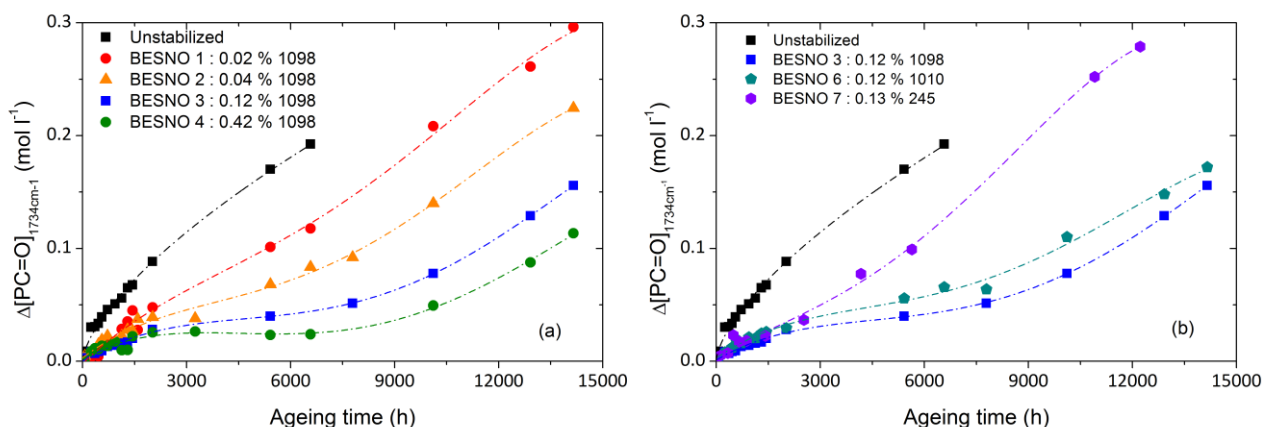 Δ[PC=O]1734cm-1 (mol l-1)
0.3
0.2
0.1
0.0
Unstabilized
BESNO 1 : 0.02 % 1098
BESNO 2 : 0.04 % 1098
BESNO 3 : 0.12 % 1098
BESNO 4 : 0.42 % 1098
(a)
0 3000 6000 9000 12000 15000
Ageing time (h)
Δ[PC=O]1734cm-1 (mol l-1)
0.3
0.2
0.1
0.0
Unstabilized
BESNO 3 : 0.12 % 1098
BESNO 6 : 0.12 % 1010
BESNO 7 : 0.13 % 245
(b)
0 3000 6000 9000 12000 15000
Ageing time (h)